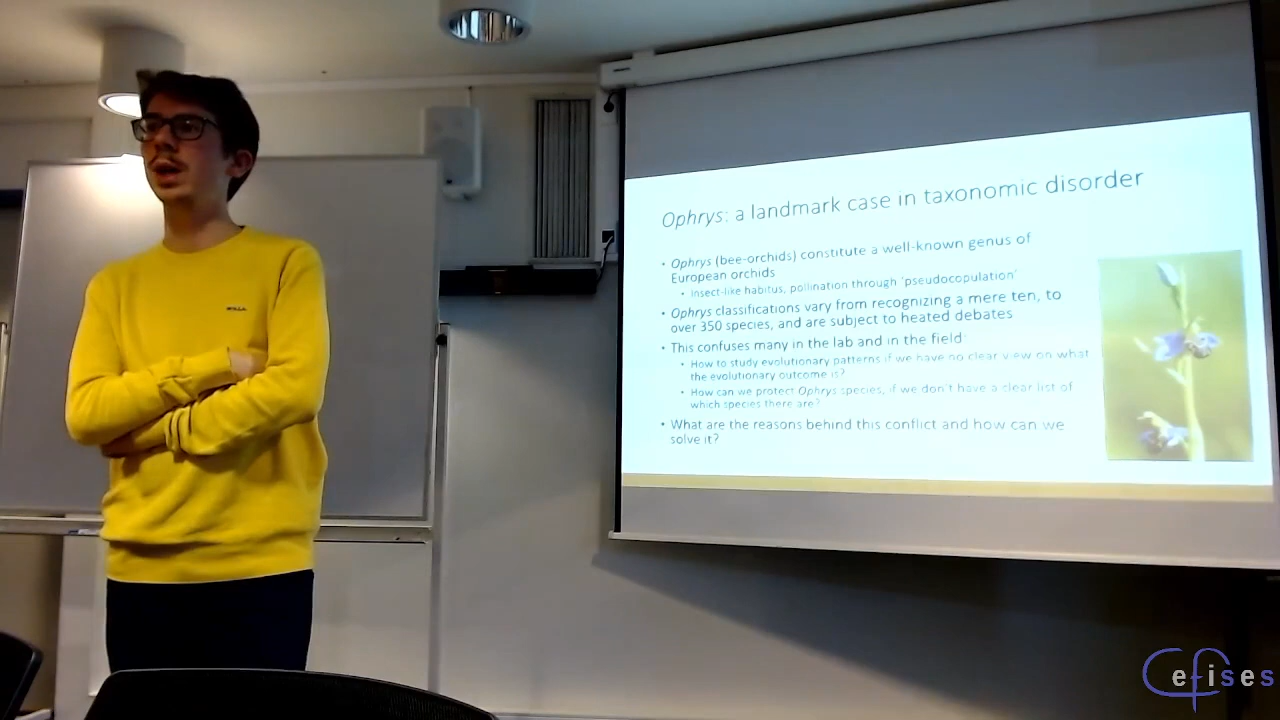 Ophrys: a landmark case in taxonomic disorder
• Ophrys (bee-orchids) constitute a well-known genus of
European orchids
• Insect-like habitus, pollination through 'pseudocopulation'
• Ophrys classifications vary from recognizing a mere ten, to
over 350 species, and are subject to heated debates
• This confuses many in the lab and in the field:
• How to study evolutionary patterns if we have no clear view on what
the evolutionary outcome is?
• How can we protect Ophrys species, if we don't have a clear list of
which species there are?
• What are the reasons behind this conflict and how can we
solve it?
Cefises